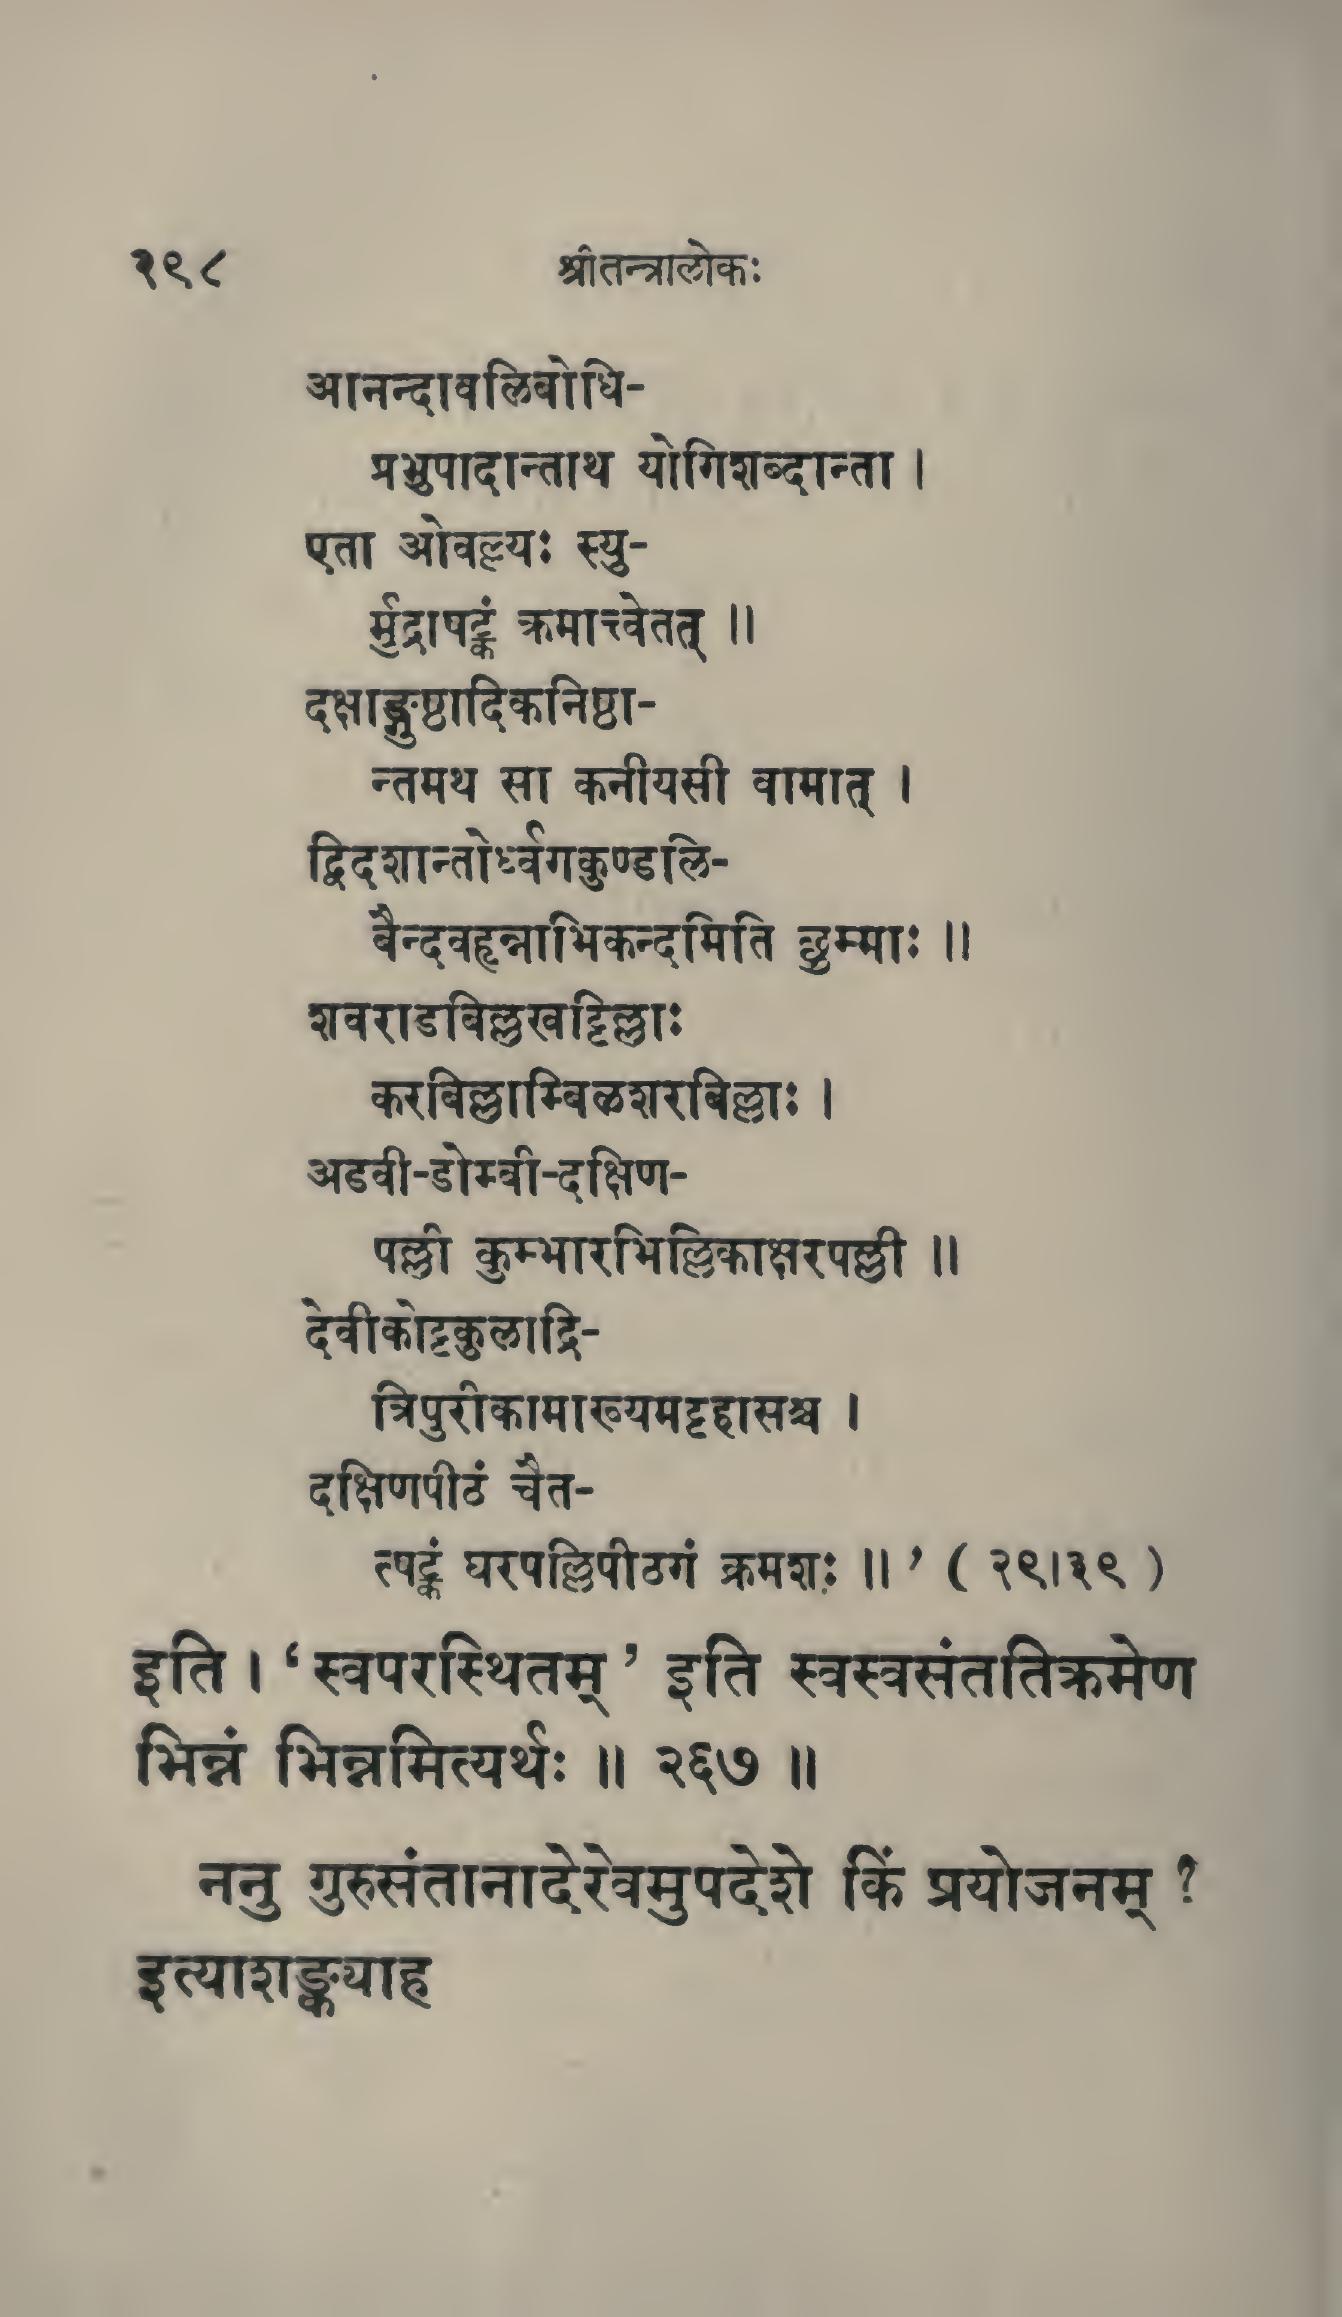 २९८ श्रीतन्त्रालोकः
आनन्दावलिबोधि-
प्रभुपादान्ताथ योगिशब्दान्ता ।
एता ओवल्ल्यः स्यु-
र्मुद्राषट्कं क्रमात्त्वेतत् ॥
दक्षाङ्गुष्ठादिकनिष्ठा-
न्तमथ सा कनीयसी वामात् ।
द्विदशान्तोर्ध्वगकुण्डलि-
बैन्दवहृन्नाभिकन्दमिति छुम्माः ॥
शवराडबिल्लखट्टिल्लाः
करबिल्लाम्बिलशरबिल्लाः ।
अडवी-डोम्बी-दक्षिण-
पल्ली कुम्भारभिल्लिकाक्षरपल्ली ॥
देवीकोट्टकुलाद्रि-
त्रिपुरीकामाख्यमट्टहासश्च ।
दक्षिणपीठं चैत-
त्षट्कं घरपल्लिपीठगं क्रमशः ॥ ’ ( २९।३९ )
इति । ‘ स्वपरस्थितम् ’ इति स्वस्वसंततिक्रमेण
भिन्नं भिन्नमित्यर्थः ॥ २६७ ॥
ननु गुरुसंतानादेरेवमुपदेशे किं प्रयोजनम् ?
इत्याशङ्क्याह